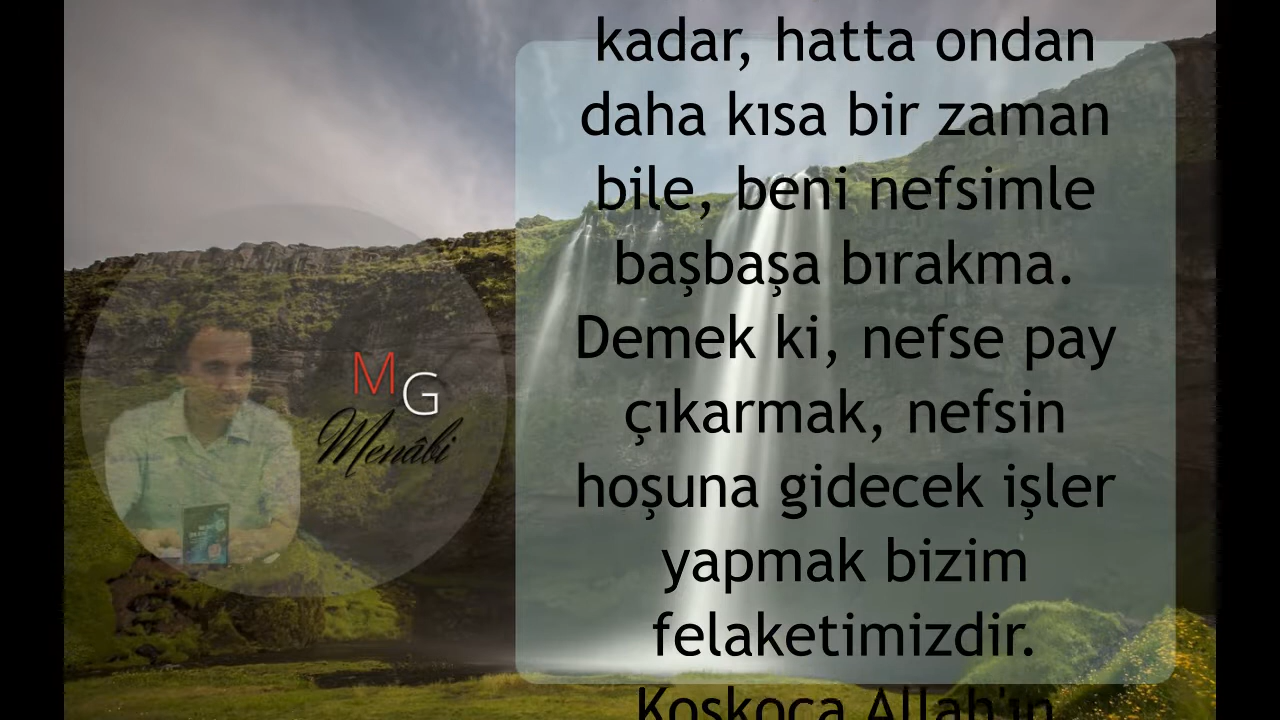 kadar, hatta ondan
daha kısa bir zaman
bile, beni nefsimle
başbaşa bırakma.
Demek ki, nefse pay
çıkarmak, nefsin
hoşuna gidecek işler
yapmak bizim
felaketimizdir.
Koskoca Allah'ın
MG
Menâbi